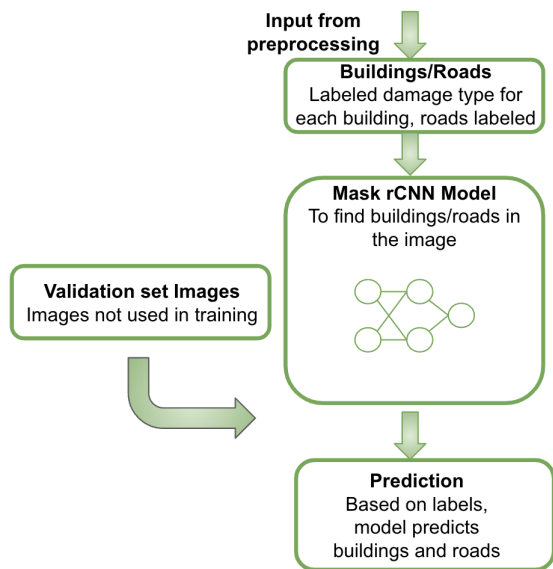 Input from
preprocessing
Buildings/Roads
Labeled damage type for
each building, roads labeled
Mask rCNN Model
To find buildings/roads in
the image
Validation set Images
Images not used in training
Prediction
Based on labels,
model predicts
buildings and roads